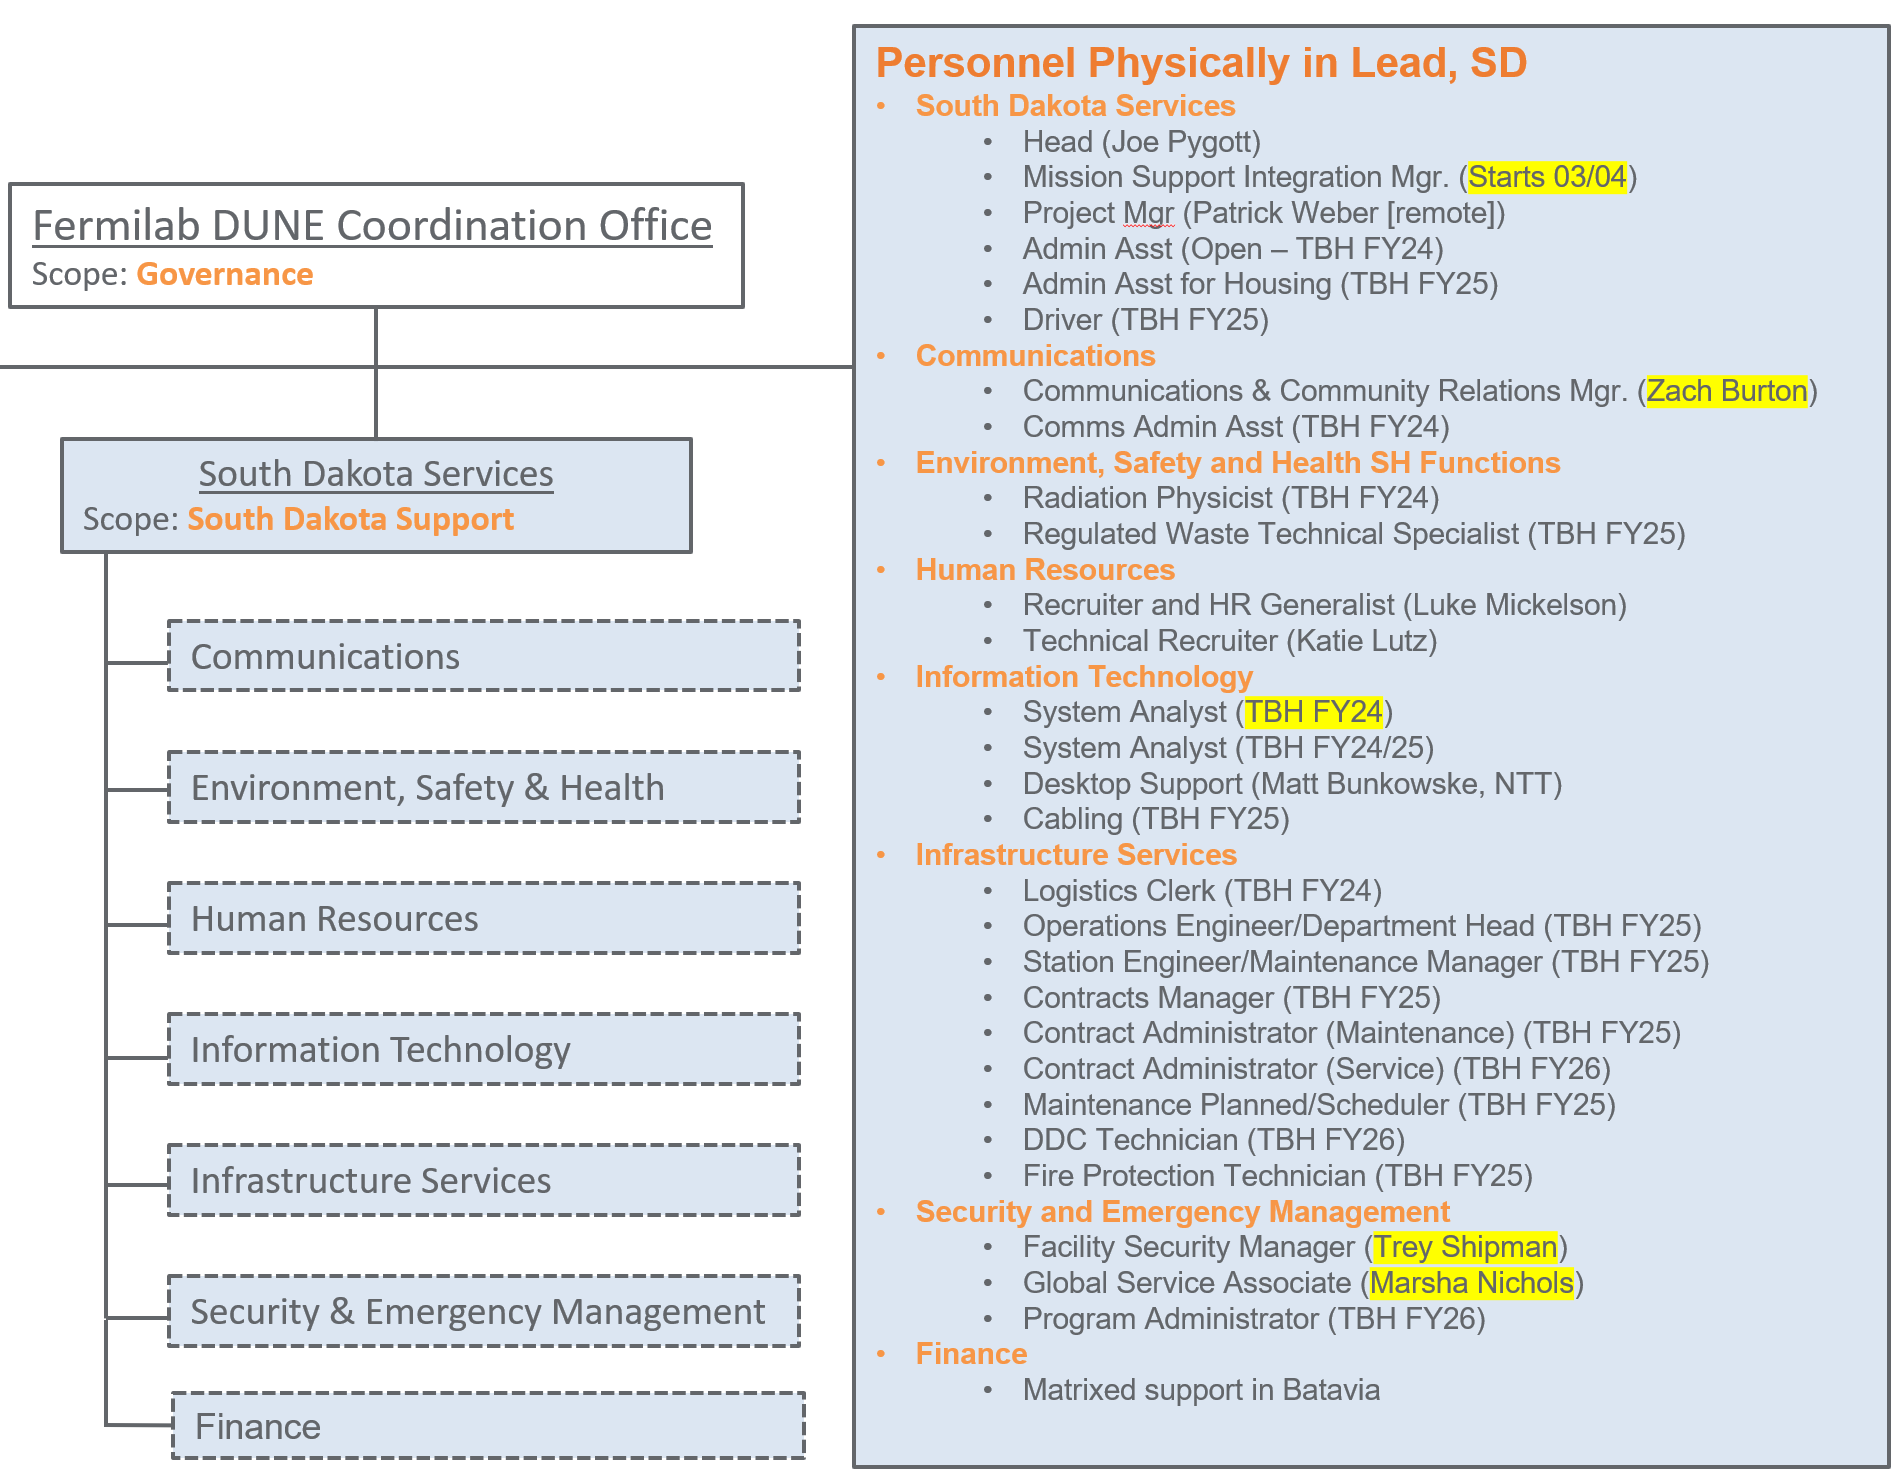 Fermilab DUNE Coordination Office
Scope: Governance
South Dakota Services
Scope: South Dakota Support
Communications
Environment, Safety & Health
Human Resources
Information Technology
Infrastructure Services
Security & Emergency Management
Finance
Personnel Physically in Lead, SD
• South Dakota Services
• Head (Joe Pygott)
• Mission Support Integration Mgr. (Starts 03/04)
• Project Mgr (Patrick Weber [remote])
• Admin Asst (Open – TBH FY24)
• Admin Asst for Housing (TBH FY25)
• Driver (TBH FY25)
• Communications
• Communications & Community Relations Mgr. (Zach Burton)
• Comms Admin Asst (TBH FY24)
• Environment, Safety and Health SH Functions
• Radiation Physicist (TBH FY24)
• Regulated Waste Technical Specialist (TBH FY25)
• Human Resources
• Recruiter and HR Generalist (Luke Mickelson)
• Technical Recruiter (Katie Lutz)
• Information Technology
• System Analyst (TBH FY24)
• System Analyst (TBH FY24/25)
• Desktop Support (Matt Bunkowske, NTT)
• Cabling (TBH FY25)
• Infrastructure Services
• Logistics Clerk (TBH FY24)
• Operations Engineer/Department Head (TBH FY25)
• Station Engineer/Maintenance Manager (TBH FY25)
• Contracts Manager (TBH FY25)
• Contract Administrator (Maintenance) (TBH FY25)
• Contract Administrator (Service) (TBH FY26)
• Maintenance Planned/Scheduler (TBH FY25)
• DDC Technician (TBH FY26)
• Fire Protection Technician (TBH FY25)
• Security and Emergency Management
• Facility Security Manager (Trey Shipman)
• Global Service Associate (Marsha Nichols)
• Program Administrator (TBH FY26)
• Finance
• Matrixed support in Batavia